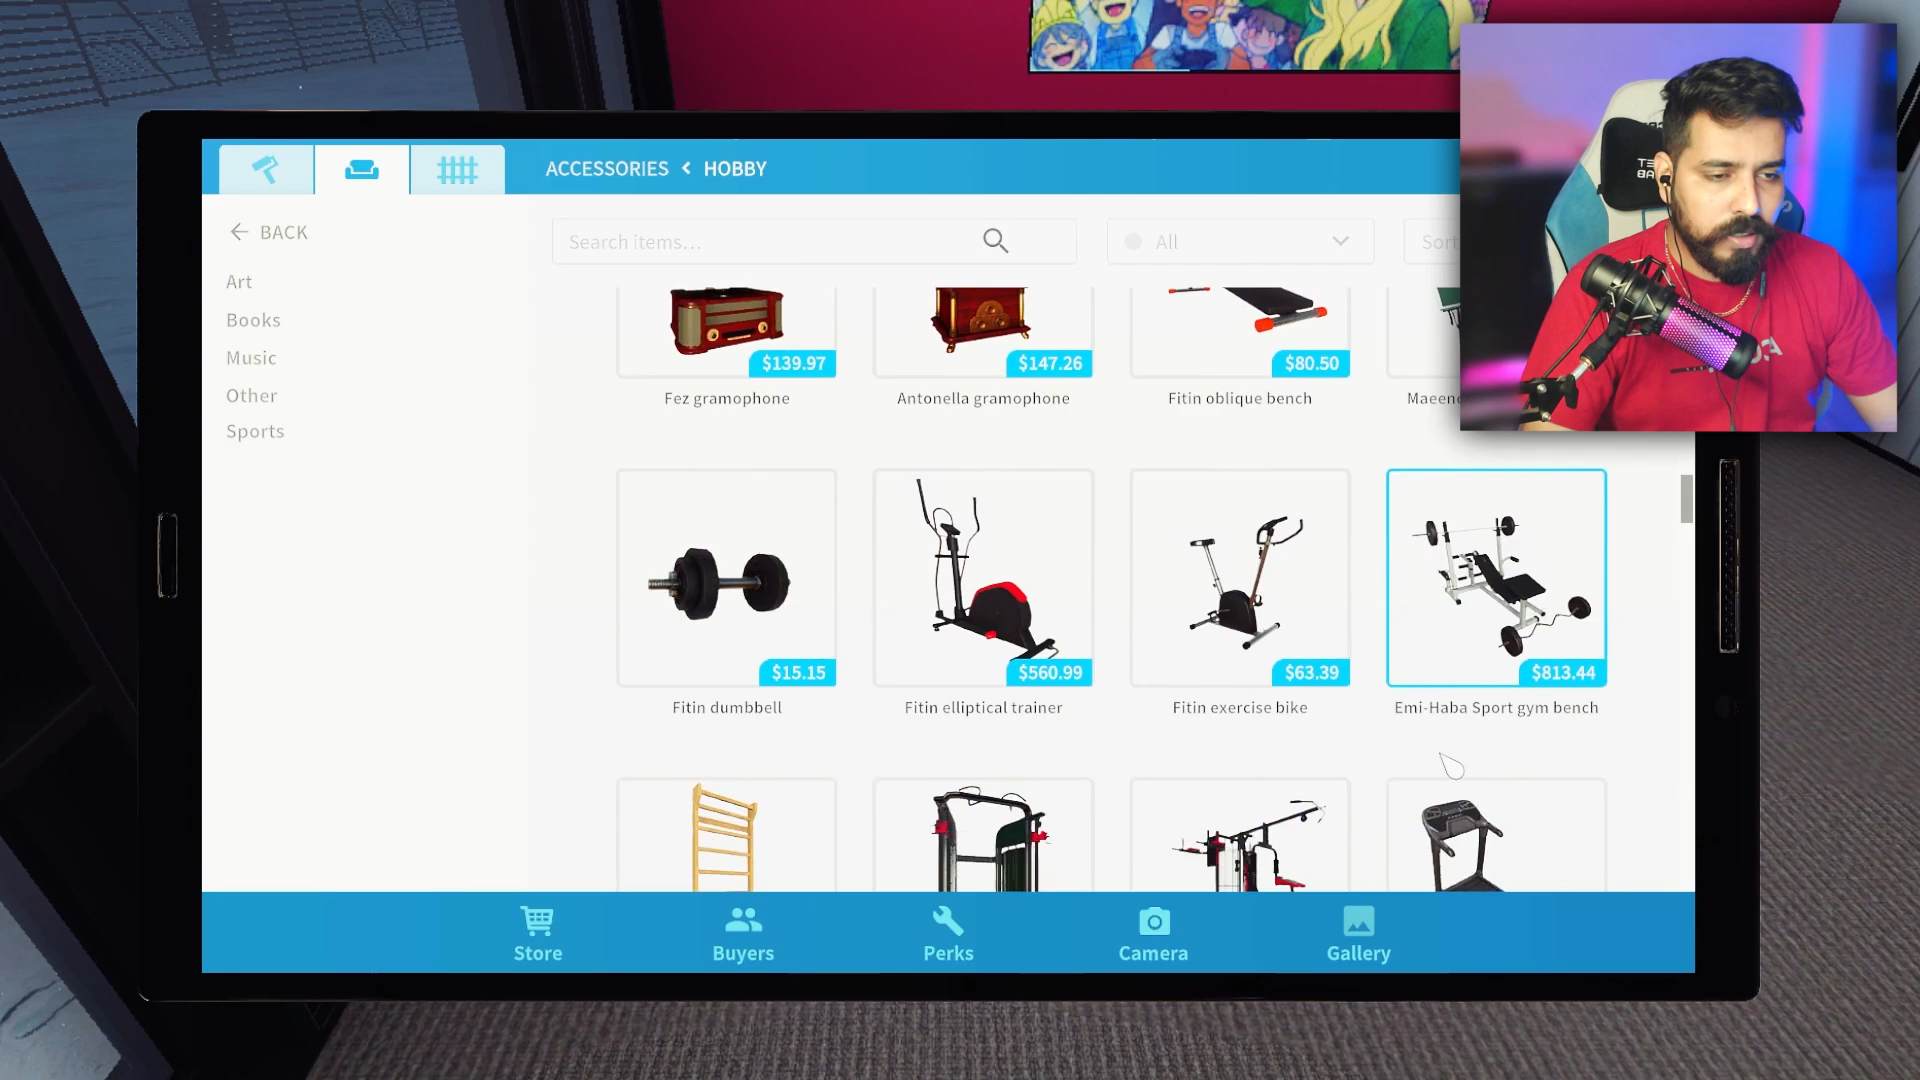 ACCESSORIES < HOBBY
BACK
Search items...
All
Sort
Art
Books
Music
Other
Sports
$139.97
$147.26
$80.50
Fez gramophone
Antonella gramophone
Fitin oblique bench
$15.15
$560.99
$63.39
$813.44
Fitin dumbbell
Fitin elliptical trainer
Fitin exercise bike
Emi-Haba Sport gym bench
Store
Buyers
Perks
Camera
Gallery